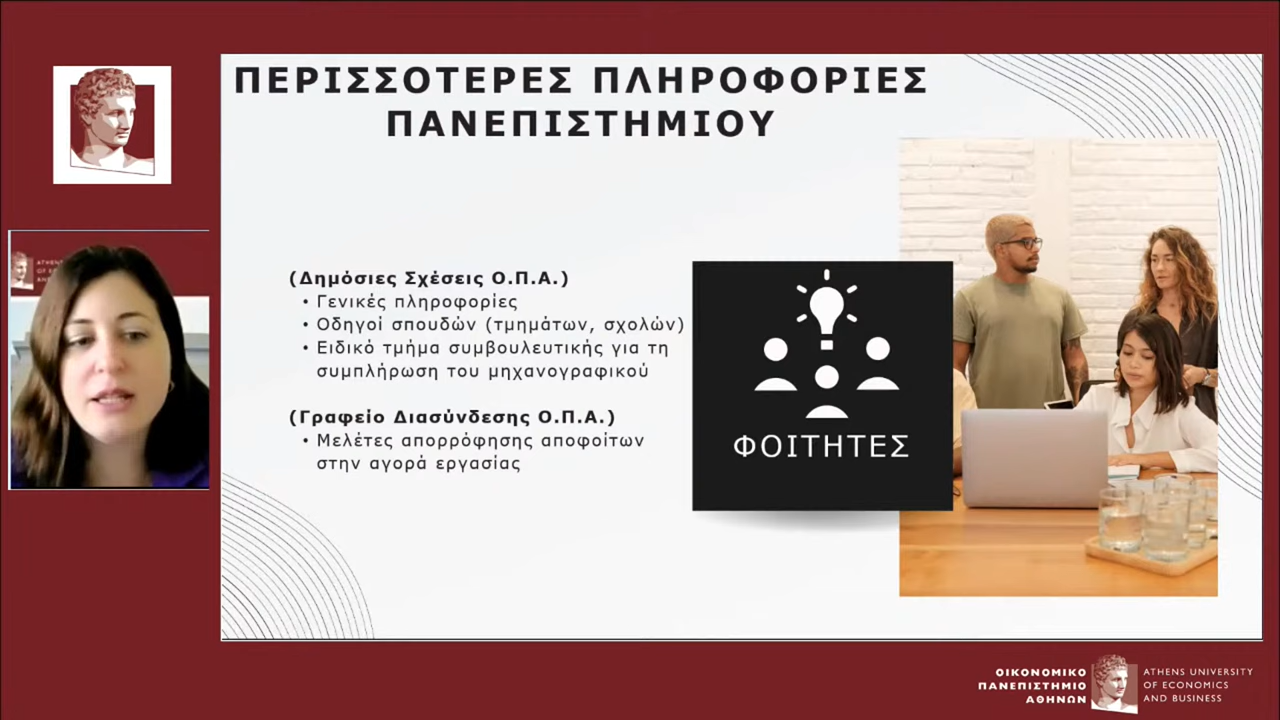 ΠΕΡΙΣΣΟΤΕΡΕΣ ΠΛΗΡΟΦΟΡΙΕΣ
ΠΑΝΕΠΙΣΤΗΜΙΟΥ
(Δημόσιες Σχέσεις Ο.Π.Α.)
• Γενικές πληροφορίες
• Οδηγοί σπουδών (τμημάτων, σχολών)
• Ειδικό τμήμα συμβουλευτικής για τη
συμπλήρωση του μηχανογραφικού
(Γραφείο Διασύνδεσης Ο.Π.Α.)
• Μελέτες απορρόφησης αποφοίτων
στην αγορά εργασίας
ΦΟΙΤΗΤΕΣ
ΟΙΚΟΝΟΜΙΚΟ
ΠΑΝΕΠΙΣΤΗΜΙΟ
ΑΘΗΝΩΝ
ATHENS UNIVERSITY
OF ECONOMICS
AND BUSINESS